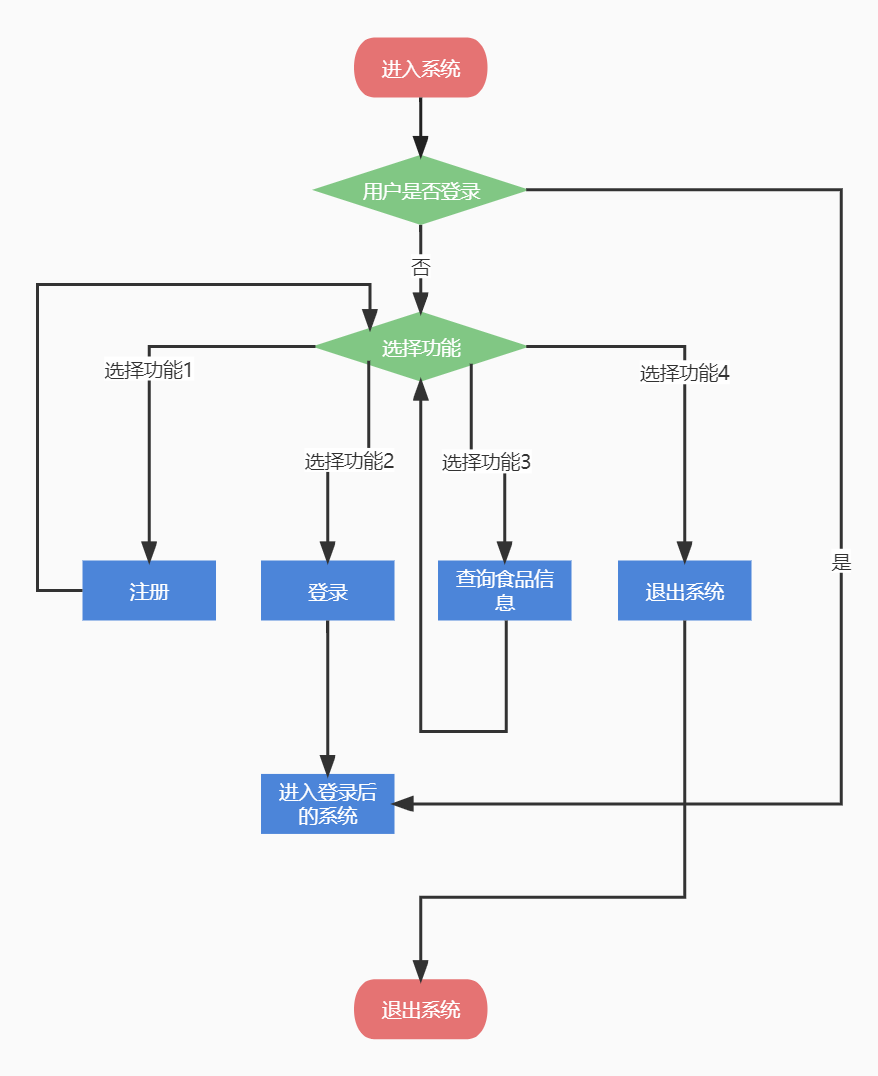 进入系统
用户是否登录
否
选择功能
选择功能1
选择功能4
选择功能2
选择功能3
是
注册
登录
查询食品信
息
退出系统
进入登录后
的系统
退出系统